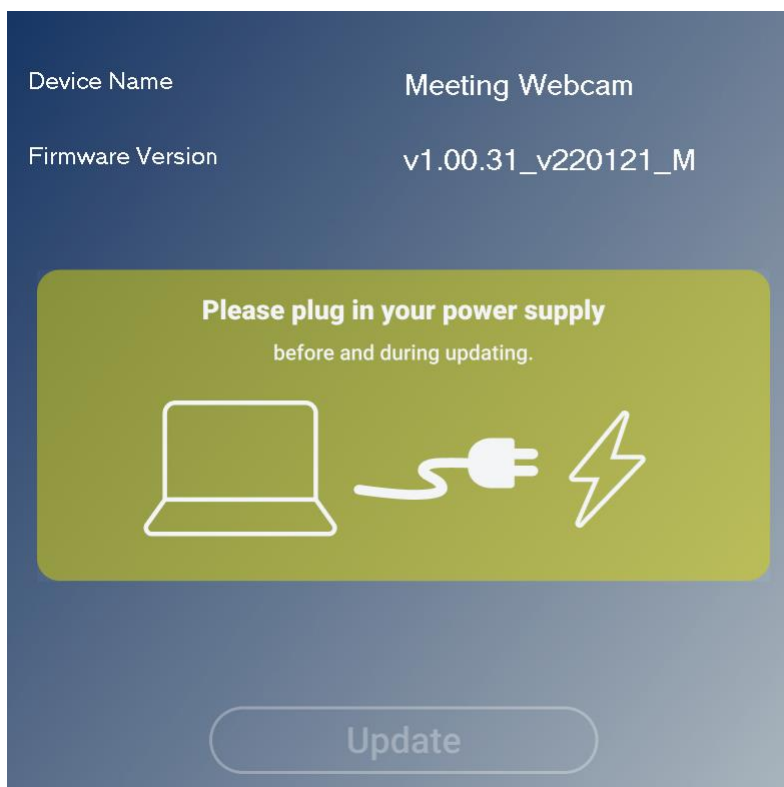 Device Name Meeting Webcam
Firmware Version v1.00.31_v220121_M
Please plug in your power supply
before and during updating.
Update